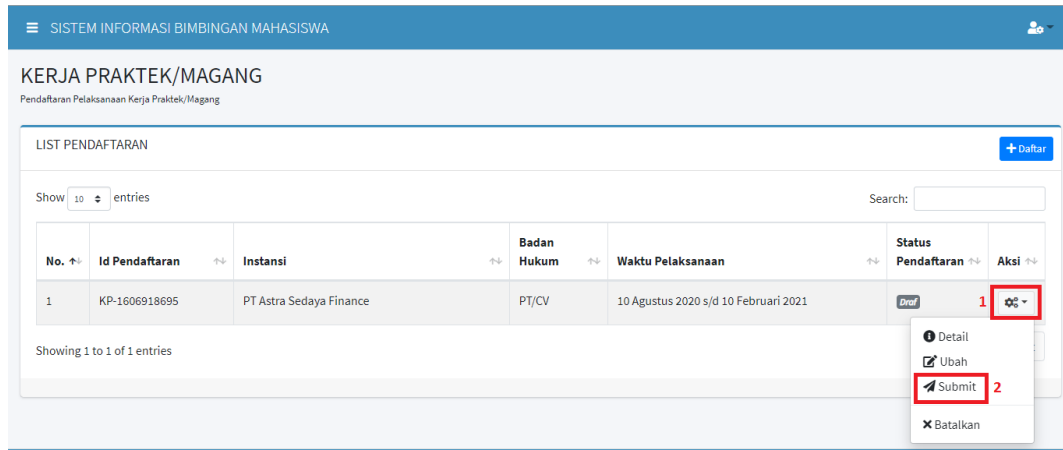 SISTEM INFORMASI BIMBINGAN MAHASISWA
KERJA PRAKTEK/MAGANG
Pendaftaran Pelaksanaan Kerja Praktek/Magang
LIST PENDAFTARAN
Daftar
Show 10 entries
Search:
No. Id Pendaftaran Instansi Badan Hukum Waktu Pelaksanaan Status Pendaftaran Aksi
1 KP-1606918695 PT Astra Sedaya Finance PT/CV 10 Agustus 2020 s/d 10 Februari 2021 Draf 1
Detail
Showing 1 to 1 of 1 entries
Ubah
Submit 2
Batalkan